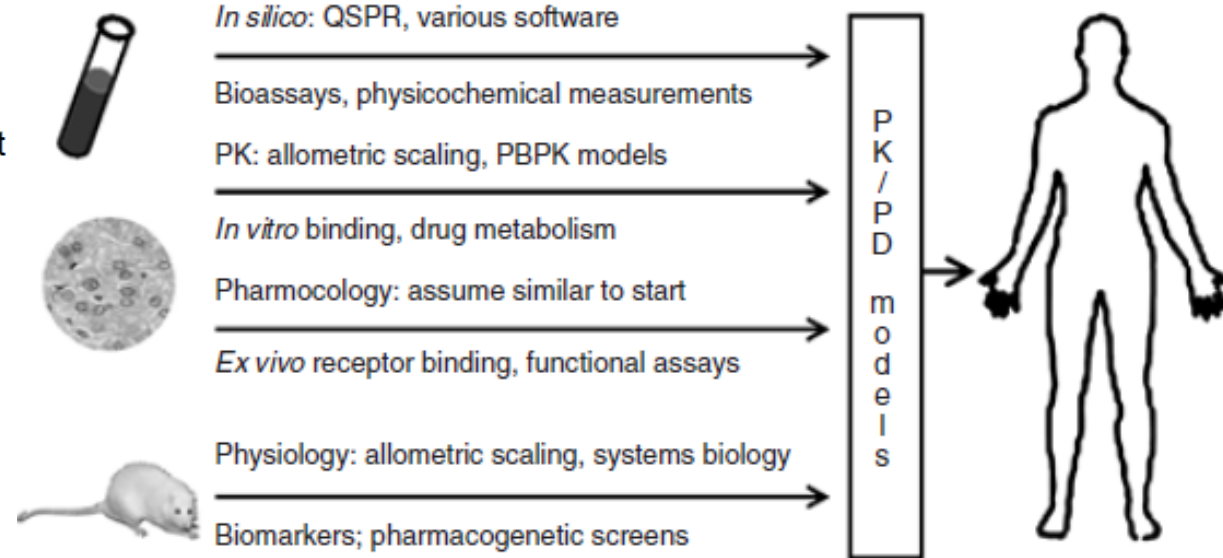 In silico: QSPR, various software
Bioassays, physicochemical measurements
t
PK: allometric scaling, PBPK models
In vitro binding, drug metabolism
Pharmocology: assume similar to start
Ex vivo receptor binding, functional assays
Physiology: allometric scaling, systems biology
Biomarkers; pharmacogenetic screens
PK/PD models